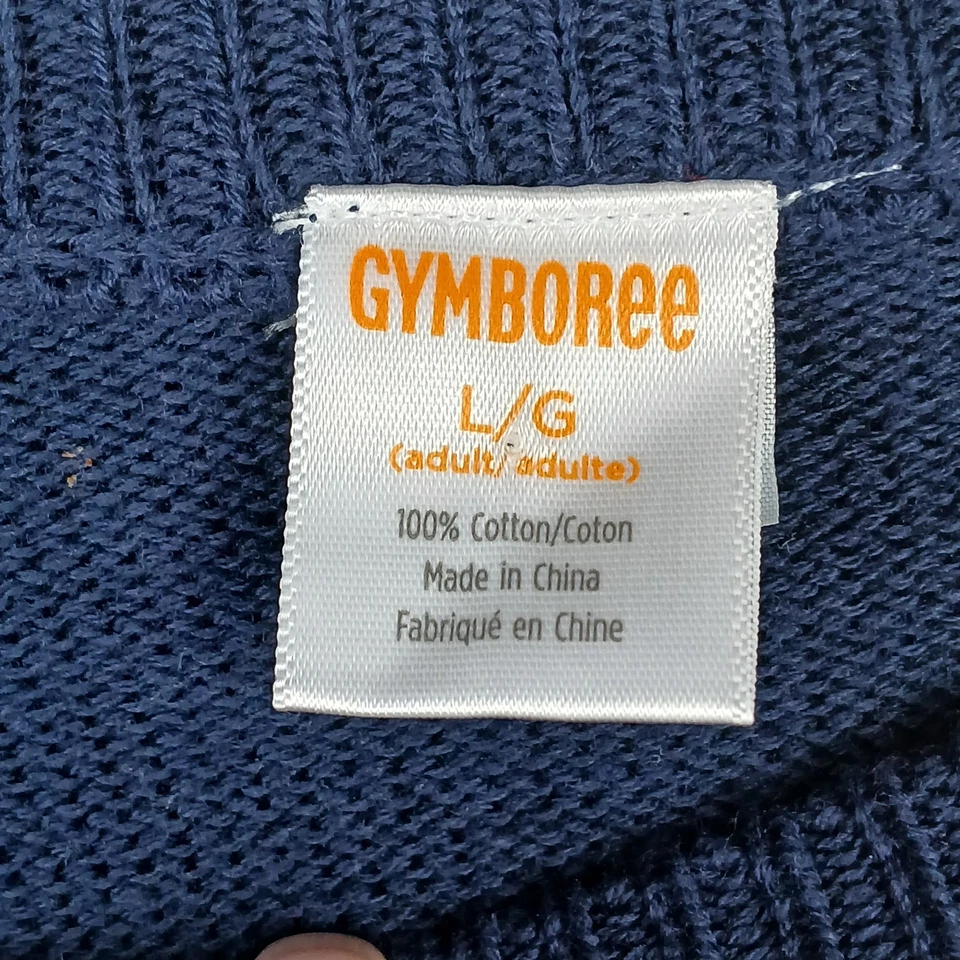 GYMBOREE
L/G
(adult/adulte)
100% Cotton/Coton
Made in China
Fabriqué en Chine